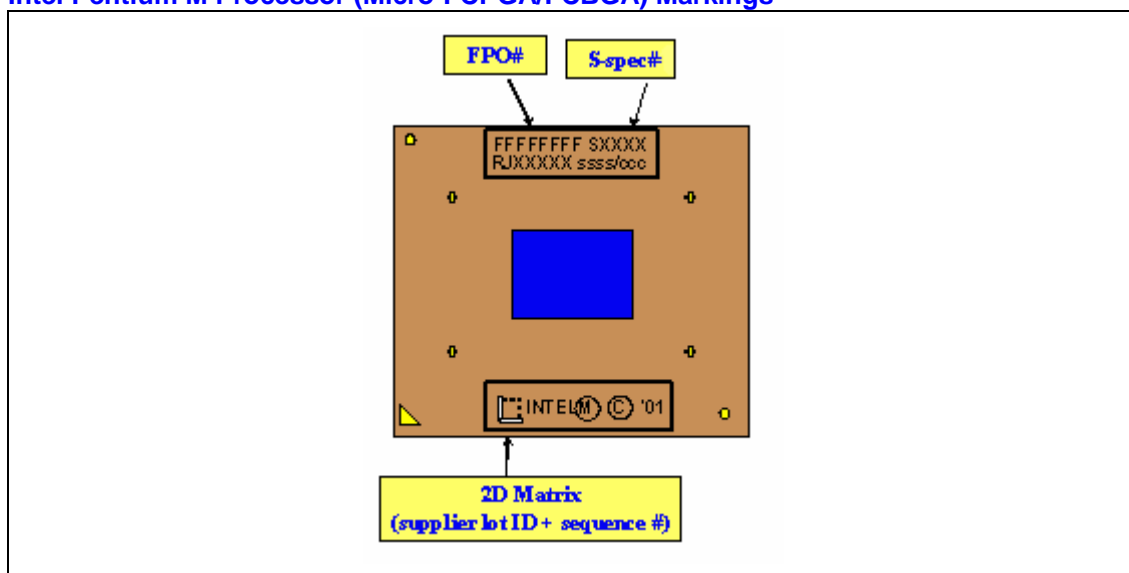 Intel Pentium M Processor (Micro-FCPGA/FCBGA) Markings
FPO# S-spec#
FFFFFFFF SXXXX
RJXXXXX ssss/ccc
INTEL Ⓜ Ⓒ '01
2D Matrix
(supplier lot ID + sequence #)